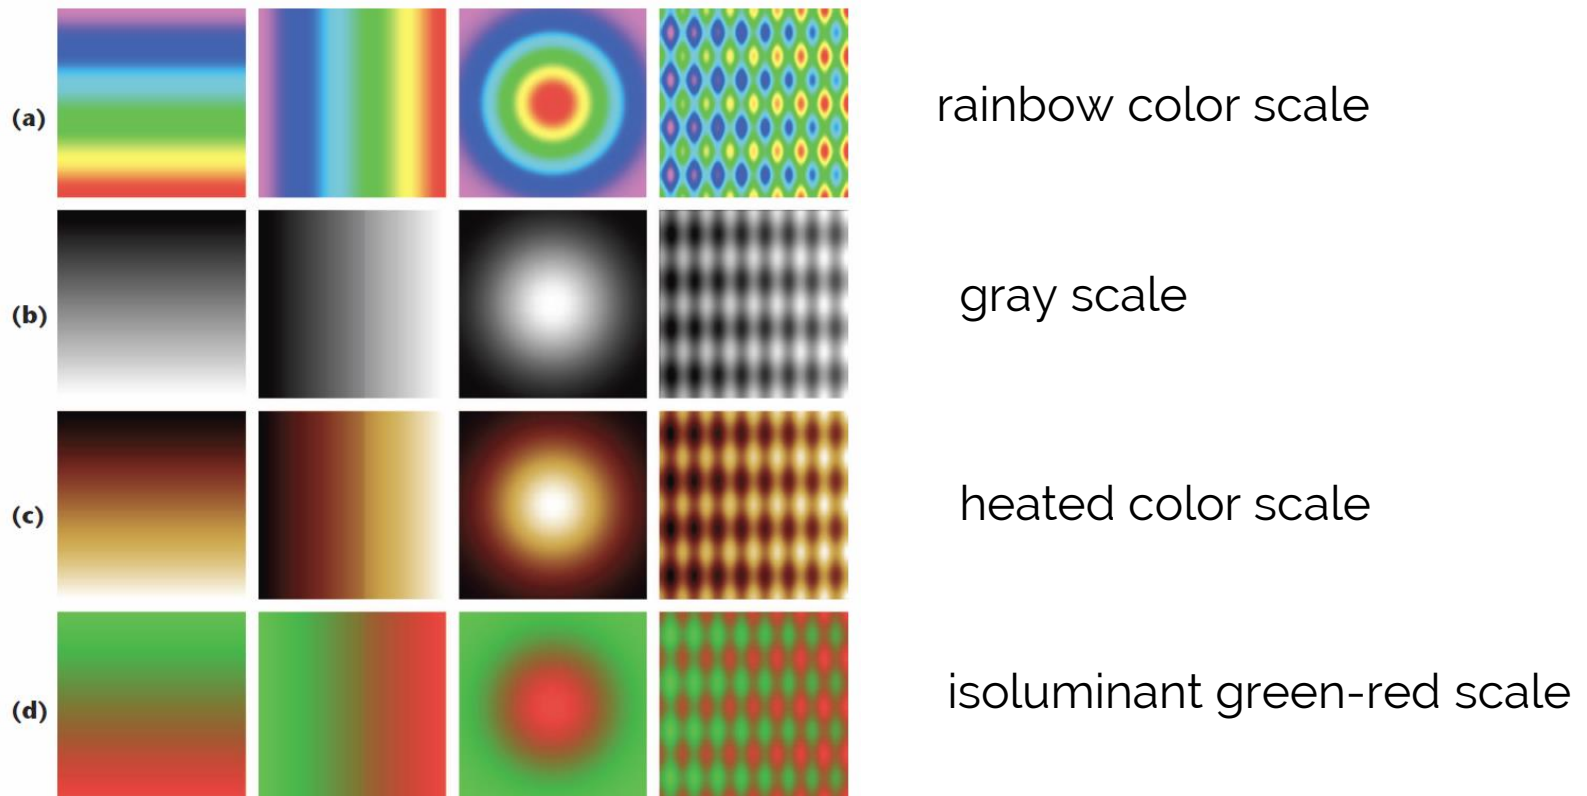 (a)
rainbow color scale
(b)
gray scale
(c)
heated color scale
(d)
isoluminant green-red scale